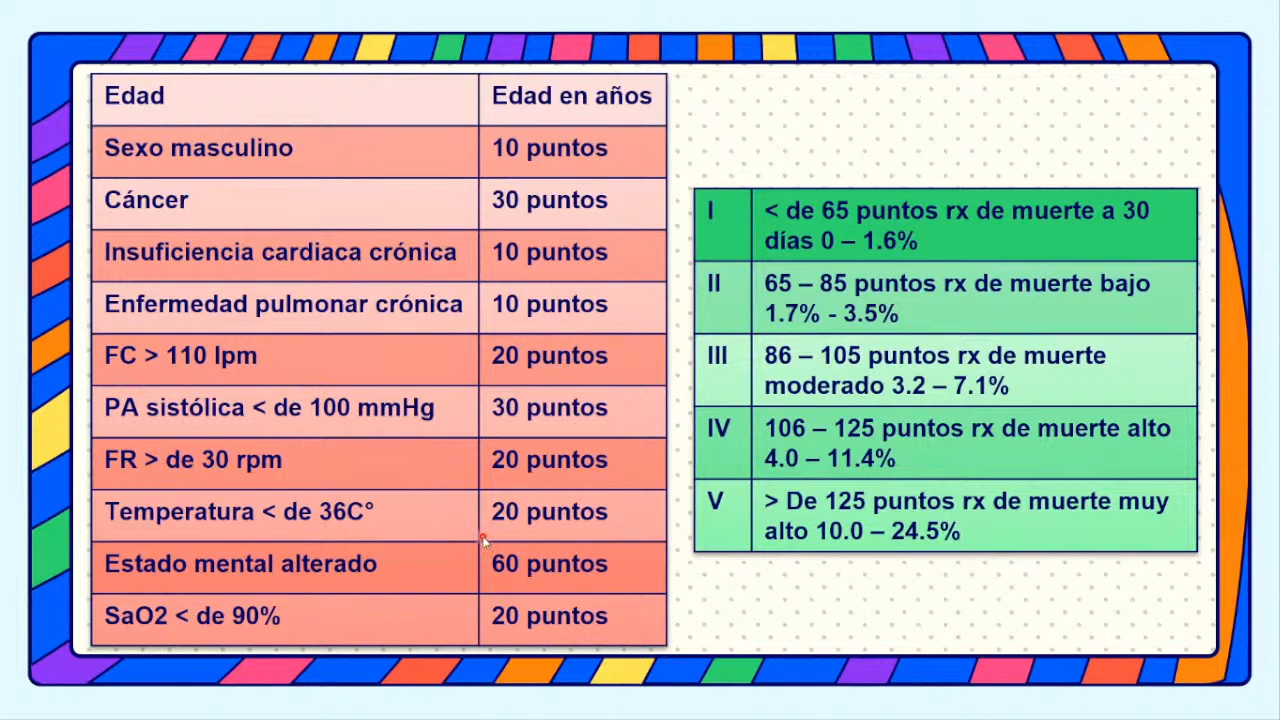 Edad Edad en años
Sexo masculino 10 puntos
Cáncer 30 puntos
Insuficiencia cardiaca crónica 10 puntos
Enfermedad pulmonar crónica 10 puntos
FC > 110 lpm 20 puntos
PA sistólica < de 100 mmHg 30 puntos
FR > de 30 rpm 20 puntos
Temperatura < de 36C° 20 puntos
Estado mental alterado 60 puntos
SaO2 < de 90% 20 puntos
I < de 65 puntos rx de muerte a 30
días 0 – 1.6%
II 65 – 85 puntos rx de muerte bajo
1.7% - 3.5%
III 86 – 105 puntos rx de muerte
moderado 3.2 – 7.1%
IV 106 – 125 puntos rx de muerte alto
4.0 – 11.4%
V > De 125 puntos rx de muerte muy
alto 10.0 – 24.5%